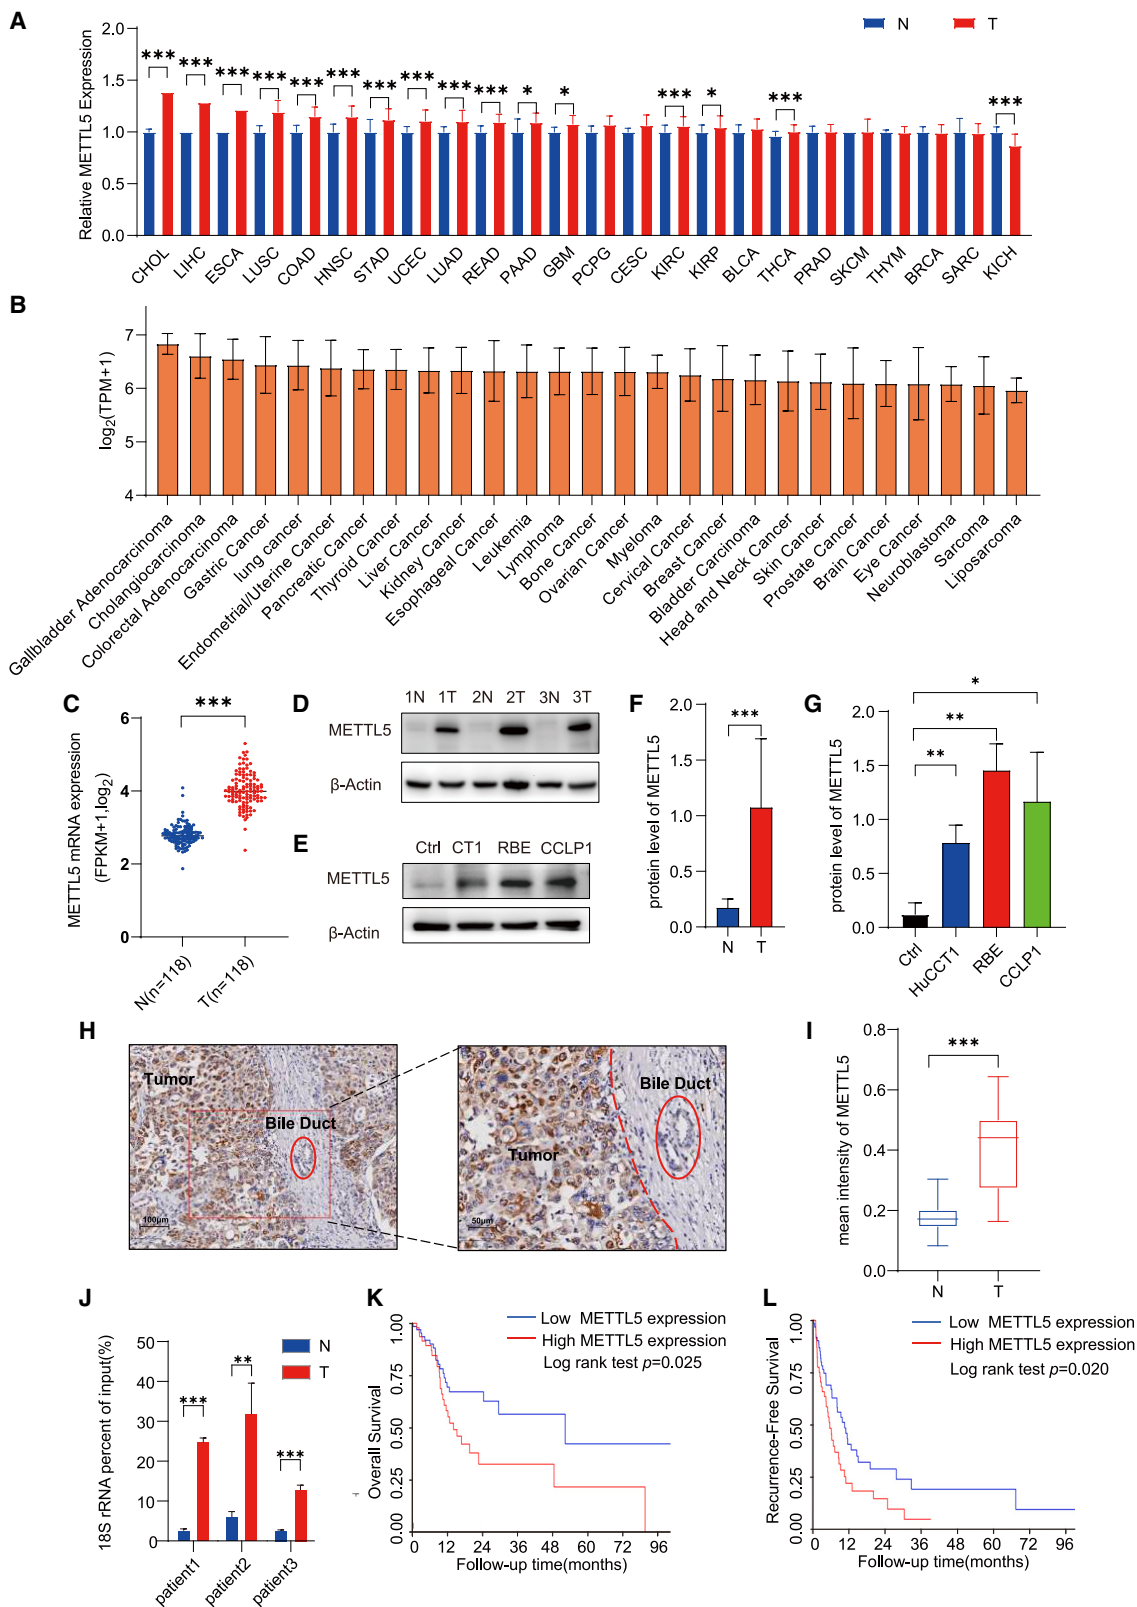 A
Relative METTL5 Expression
2.0
1.5
1.0
0.5
0.0
N T
*** *** *** *** *** *** *** *** *** *** * * *** * *** ***
CHOL LIHC ESCA LUSC COAD HNSC STAD UCEC LUAD READ PAAD GBM PCPG CESC KIRC KIRP BLCA THCA PRAD SKCM THYM BRCA SARC KICH
B
log2(TPM+1)
7
6
5
4
Gallbladder Adenocarcinoma
Cholangiocarcinoma
Colorectal Adenocarcinoma
Gastric Cancer
lung cancer
Endometrial/Uterine Cancer
Pancreatic Cancer
Thyroid Cancer
Liver Cancer
Kidney Cancer
Esophageal Cancer
Leukemia
Lymphoma
Bone Cancer
Ovarian Cancer
Myeloma
Cervical Cancer
Breast Cancer
Bladder Carcinoma
Head and Neck Cancer
Skin Cancer
Prostate Cancer
Brain Cancer
Eye Cancer
Neuroblastoma
Sarcoma
Liposarcoma
C
METTL5 mRNA expression
(FPKM+1,log2)
***
6
4
2
0
N(n=118)
T(n=118)
D
1N 1T 2N 2T 3N 3T
METTL5
β-Actin
E
Ctrl CT1 RBE CCLP1
METTL5
β-Actin
F
protein level of METTL5
***
2.0
1.5
1.0
0.5
0.0
N T
G
protein level of METTL5
*
**
**
2.0
1.5
1.0
0.5
0.0
Ctrl
HuCCT1
RBE
CCLP1
H
Tumor
Bile Duct
100μm
Bile Duct
Tumor
50μm
I
mean intensity of METTL5
***
0.8
0.6
0.4
0.2
0.0
N T
J
18S rRNA percent of input(%)
50
40
30
20
10
0
N
T
***
**
***
patient1
patient2
patient3
K
Low METTL5 expression
High METTL5 expression
Log rank test p=0.025
Overall Survival
1.00
0.75
0.50
0.25
0.00
0 12 24 36 48 60 72 84 96
Follow-up time(months)
L
Low METTL5 expression
High METTL5 expression
Log rank test p=0.020
Recurrence-Free Survival
1.00
0.75
0.50
0.25
0.00
0 12 24 36 48 60 72 84 96
Follow-up time(months)